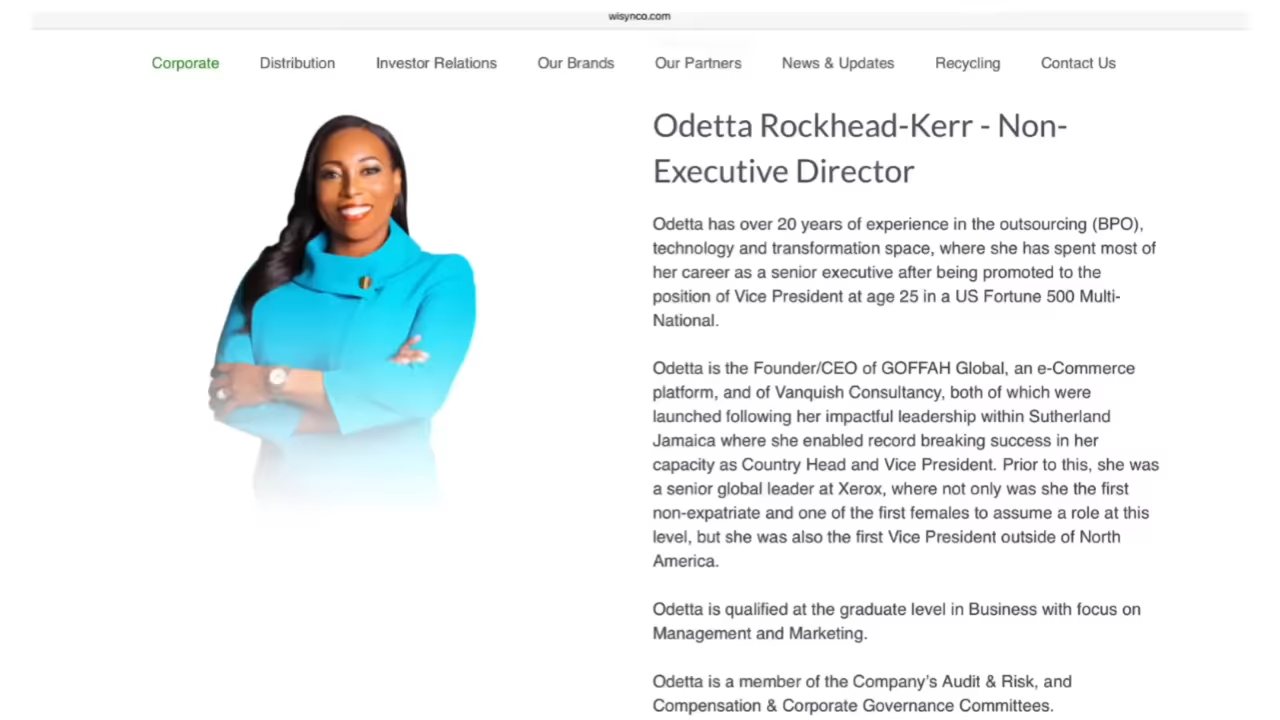 wisynco.com
Corporate Distribution Investor Relations Our Brands Our Partners News & Updates Recycling Contact Us
Odetta Rockhead-Kerr - Non-
Executive Director
Odetta has over 20 years of experience in the outsourcing (BPO),
technology and transformation space, where she has spent most of
her career as a senior executive after being promoted to the
position of Vice President at age 25 in a US Fortune 500 Multi-
National.
Odetta is the Founder/CEO of GOFFAH Global, an e-Commerce
platform, and of Vanquish Consultancy, both of which were
launched following her impactful leadership within Sutherland
Jamaica where she enabled record breaking success in her
capacity as Country Head and Vice President. Prior to this, she was
a senior global leader at Xerox, where not only was she the first
non-expatriate and one of the first females to assume a role at this
level, but she was also the first Vice President outside of North
America.
Odetta is qualified at the graduate level in Business with focus on
Management and Marketing.
Odetta is a member of the Company’s Audit & Risk, and
Compensation & Corporate Governance Committees.